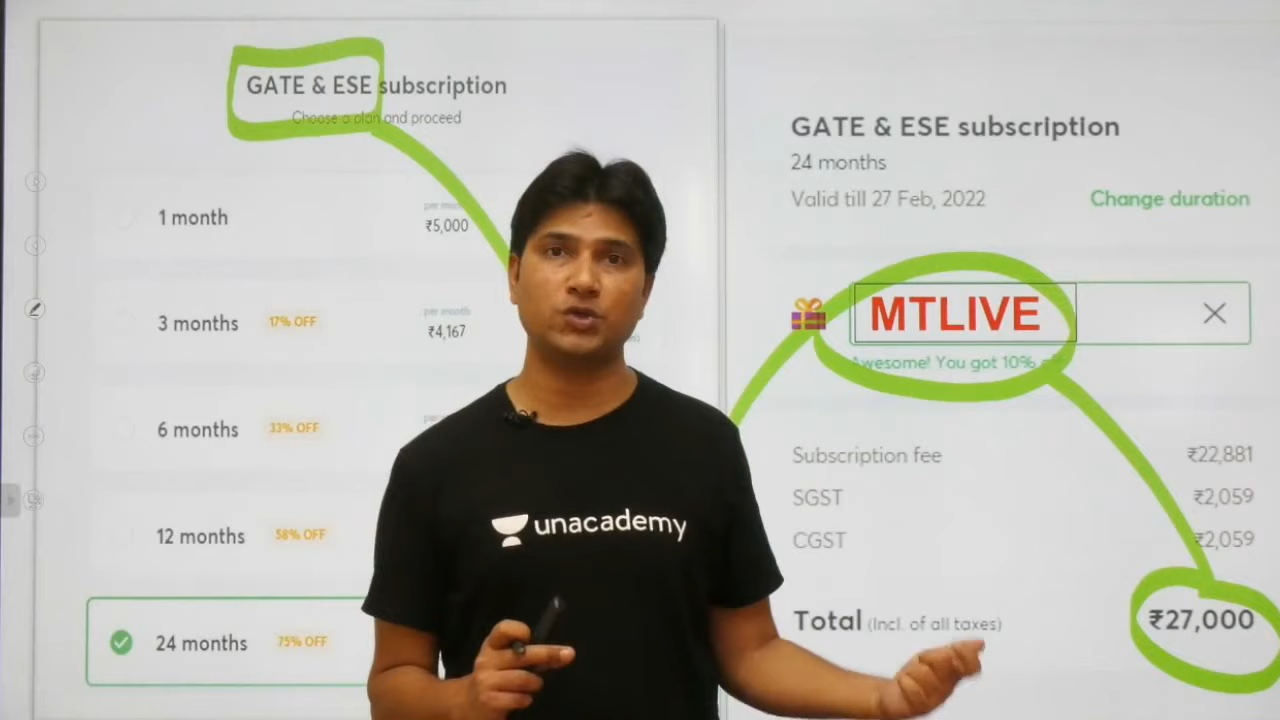 GATE & ESE subscription
Choose a plan and proceed
1 month
₹5,000
3 months 17% OFF
per month
₹4,167
6 months 33% OFF
12 months 58% OFF
24 months 75% OFF
unacademy
GATE & ESE subscription
24 months
Valid till 27 Feb, 2022 Change duration
MTLIVE
Awesome! You got 10%
Subscription fee ₹22,881
SGST ₹2,059
CGST ₹2,059
Total (Incl. of all taxes) ₹27,000